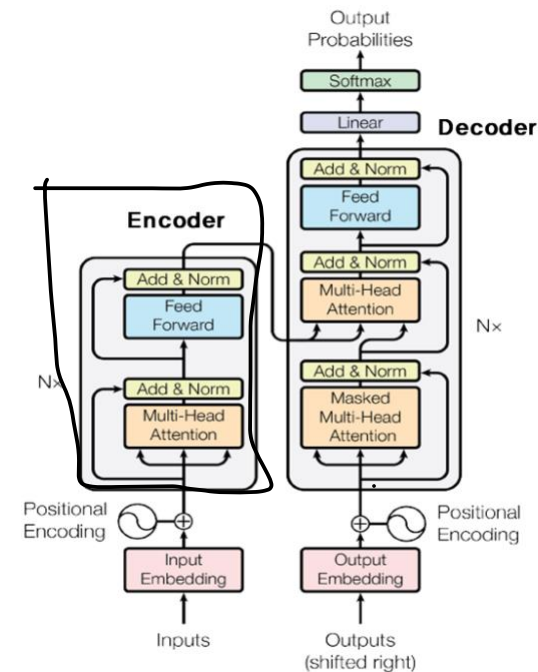 Output
Probabilities
Softmax
Linear
Decoder
Add & Norm
Feed
Forward
Add & Norm
Multi-Head
Attention
Nx
Add & Norm
Masked
Multi-Head
Attention
Encoder
Add & Norm
Feed
Forward
Nx
Add & Norm
Multi-Head
Attention
Positional
Encoding
Positional
Encoding
Input
Embedding
Output
Embedding
Inputs
Outputs
(shifted right)